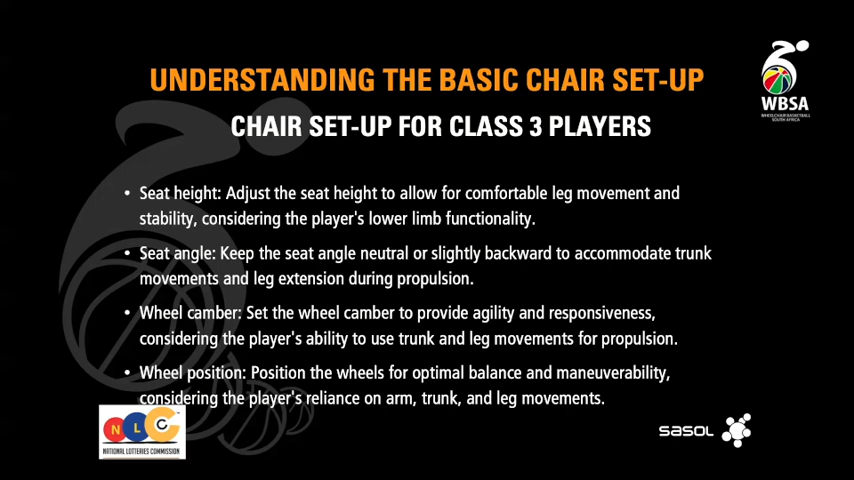 UNDERSTANDING THE BASIC CHAIR SET-UP
CHAIR SET-UP FOR CLASS 3 PLAYERS
WBSA
WHEELCHAIR BASKETBALL
SOUTH AFRICA
• Seat height: Adjust the seat height to allow for comfortable leg movement and
stability, considering the player's lower limb functionality.
• Seat angle: Keep the seat angle neutral or slightly backward to accommodate trunk
movements and leg extension during propulsion.
• Wheel camber: Set the wheel camber to provide agility and responsiveness,
considering the player's ability to use trunk and leg movements for propulsion.
• Wheel position: Position the wheels for optimal balance and maneuverability,
considering the player's reliance on arm, trunk, and leg movements.
NLC
NATIONAL LOTTERIES COMMISSION
sasol